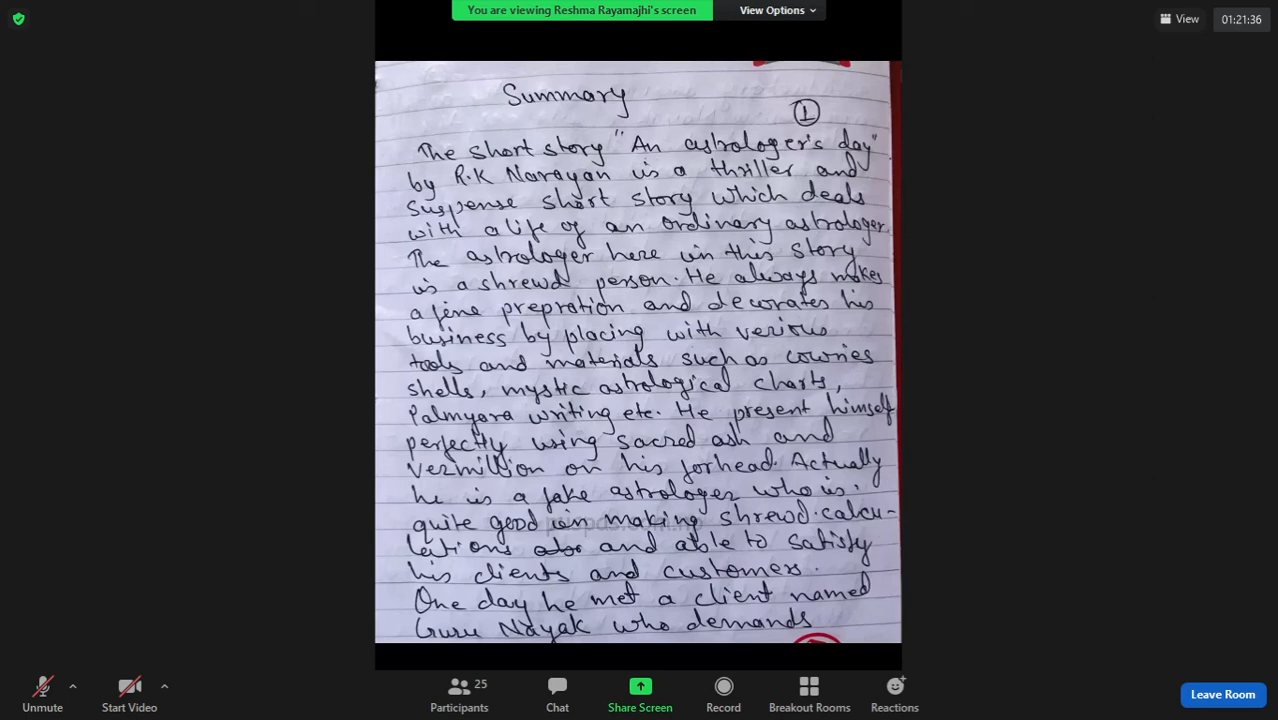 You are viewing Reshma Rayamajhi's screen
View Options
View
01:21:36
Summary
1
The short story "An astrologer's day"
by R.K Narayan is a thriller and
suspense short story which deals
with a life of an ordinary astrologer.
The astrologer here in this story
is a shrewd person. He always makes
a fine prepration and decorates his
business by placing with verious
tools and materials such as cowries
shells, mystic astrological charts,
Palmyara writing etc. He present himself
perfectly using sacred ash and
vermillion on his forhead. Actually
he is a fake astrologer who is.
quite good in making shrewd calcu-
lations and able to satisfy
his clients and customers.
One day he met a client named
Guru Nayak who demands
Unmute
Start Video
Participants
25
Chat
Share Screen
Record
Breakout Rooms
Reactions
Leave Room